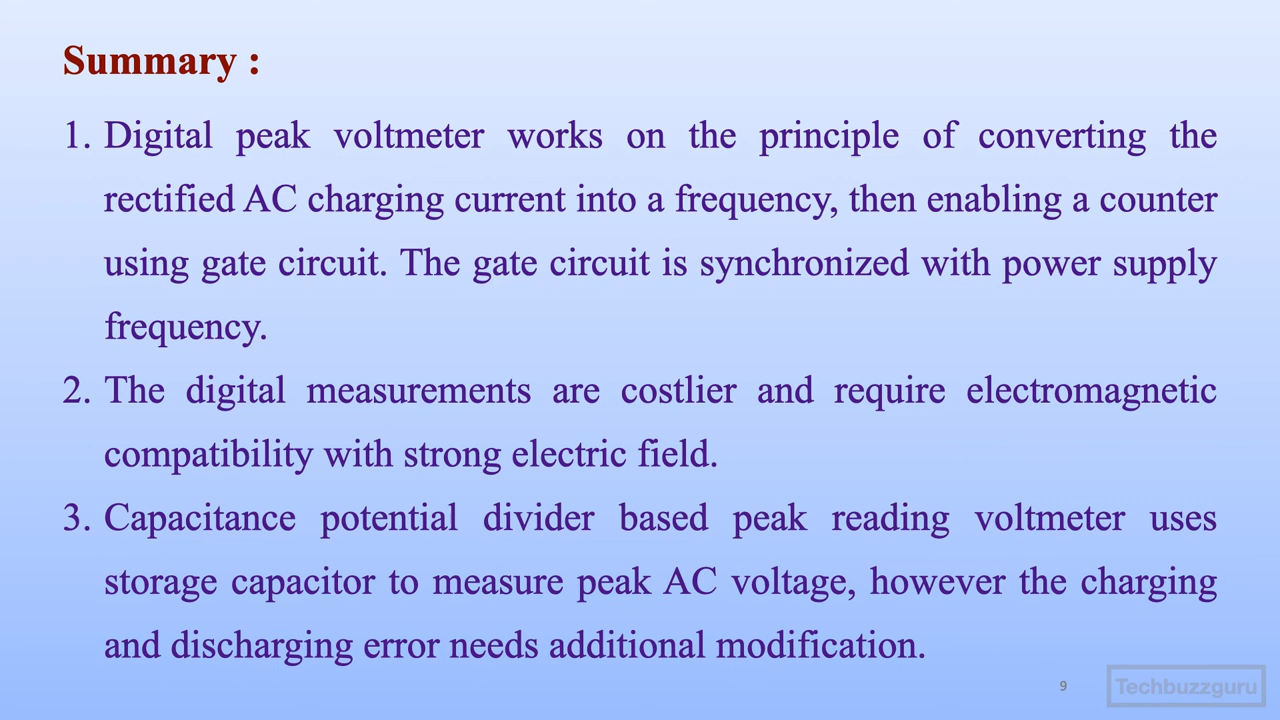 Summary :
1. Digital peak voltmeter works on the principle of converting the
rectified AC charging current into a frequency, then enabling a counter
using gate circuit. The gate circuit is synchronized with power supply
frequency.
2. The digital measurements are costlier and require electromagnetic
compatibility with strong electric field.
3. Capacitance potential divider based peak reading voltmeter uses
storage capacitor to measure peak AC voltage, however the charging
and discharging error needs additional modification.
9
Techbuzzguru